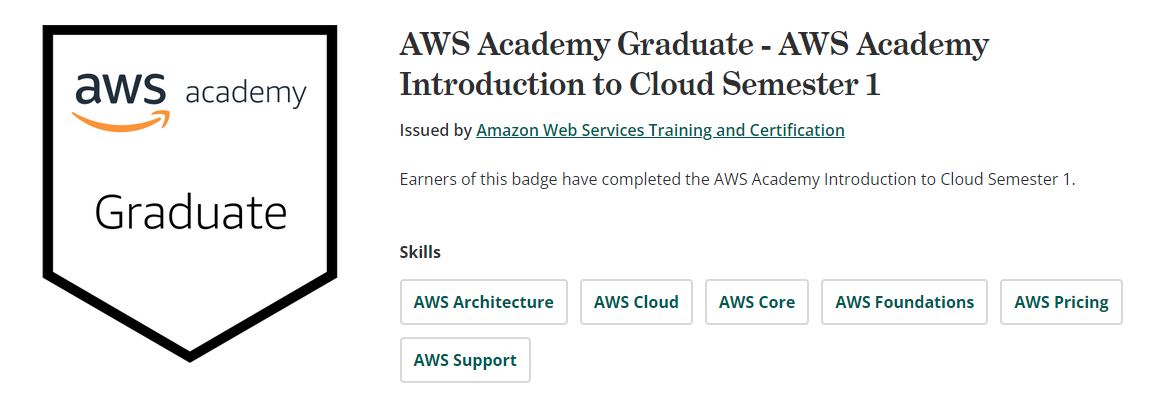 aws academy
Graduate
AWS Academy Graduate - AWS Academy
Introduction to Cloud Semester 1
Issued by Amazon Web Services Training and Certification
Earners of this badge have completed the AWS Academy Introduction to Cloud Semester 1.
Skills
AWS Architecture AWS Cloud AWS Core AWS Foundations AWS Pricing
AWS Support